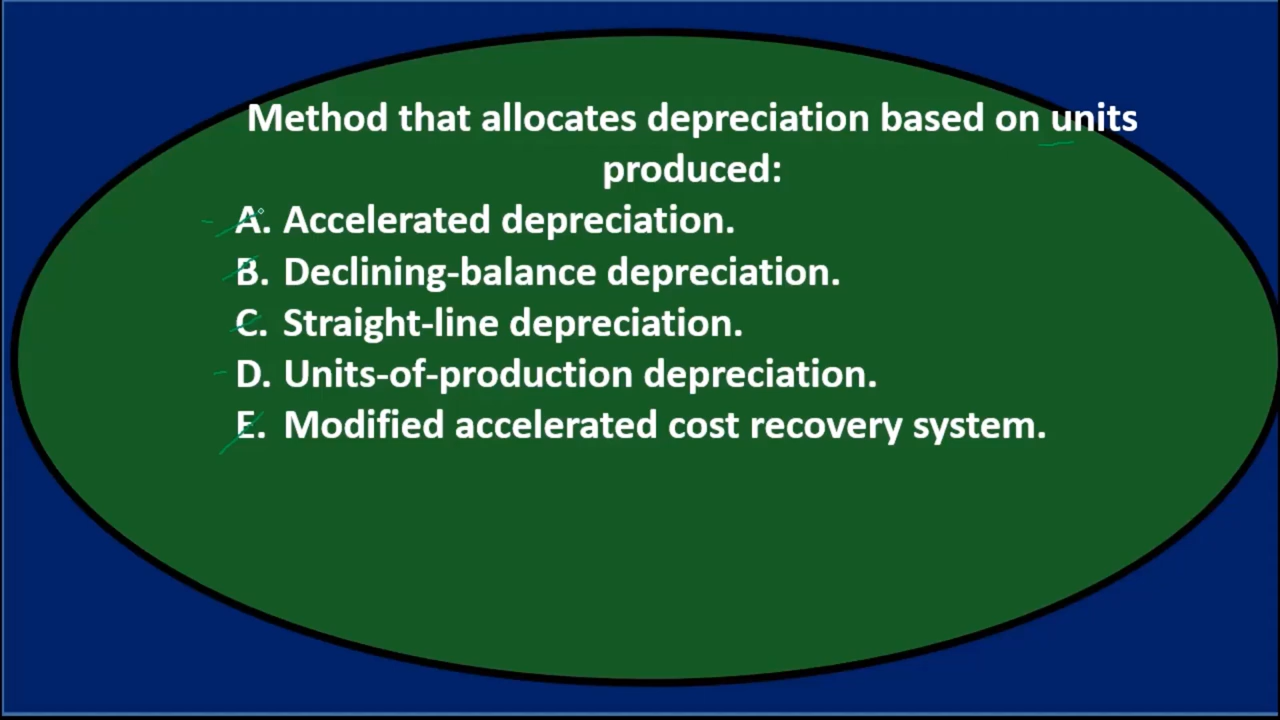 Method that allocates depreciation based on units
produced:
A. Accelerated depreciation.
B. Declining-balance depreciation.
C. Straight-line depreciation.
D. Units-of-production depreciation.
E. Modified accelerated cost recovery system.